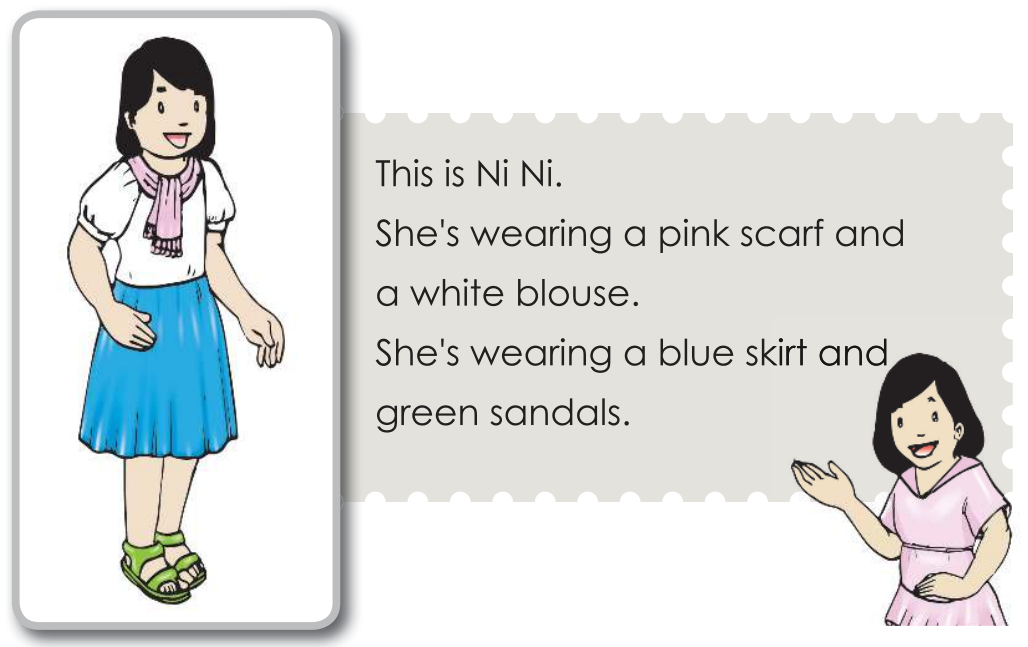 This is Ni Ni.
She's wearing a pink scarf and
a white blouse.
She's wearing a blue skirt and
green sandals.